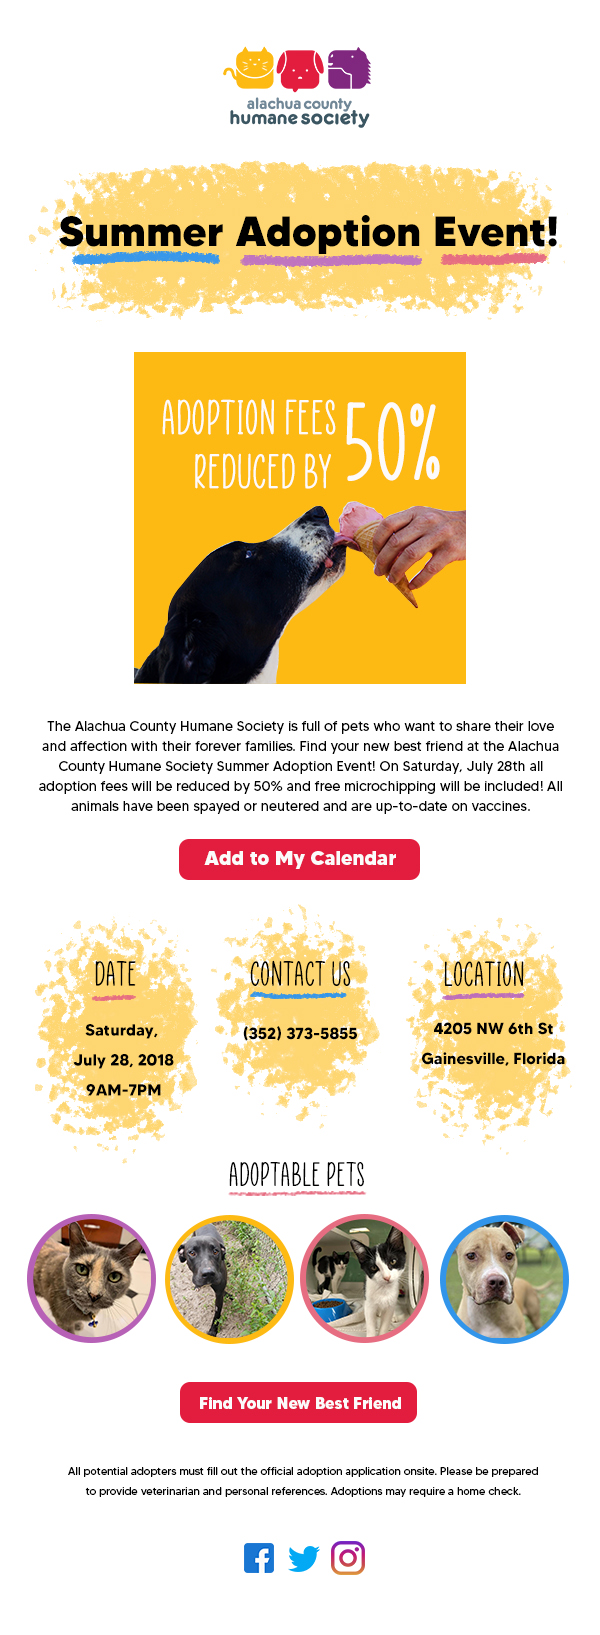 alachua county
humane society
Summer Adoption Event!
ADOPTION FEES
REDUCED BY
50%
The Alachua County Humane Society is full of pets who want to share their love
and affection with their forever families. Find your new best friend at the Alachua
County Humane Society Summer Adoption Event! On Saturday, July 28th all
adoption fees will be reduced by 50% and free microchipping will be included! All
animals have been spayed or neutered and are up-to-date on vaccines.
Add to My Calendar
DATE
Saturday,
July 28, 2018
9AM-7PM
CONTACT US
(352) 373-5855
LOCATION
4205 NW 6th St
Gainesville, Florida
ADOPTABLE PETS
Find Your New Best Friend
All potential adopters must fill out the official adoption application onsite. Please be prepared
to provide veterinarian and personal references. Adoptions may require a home check.